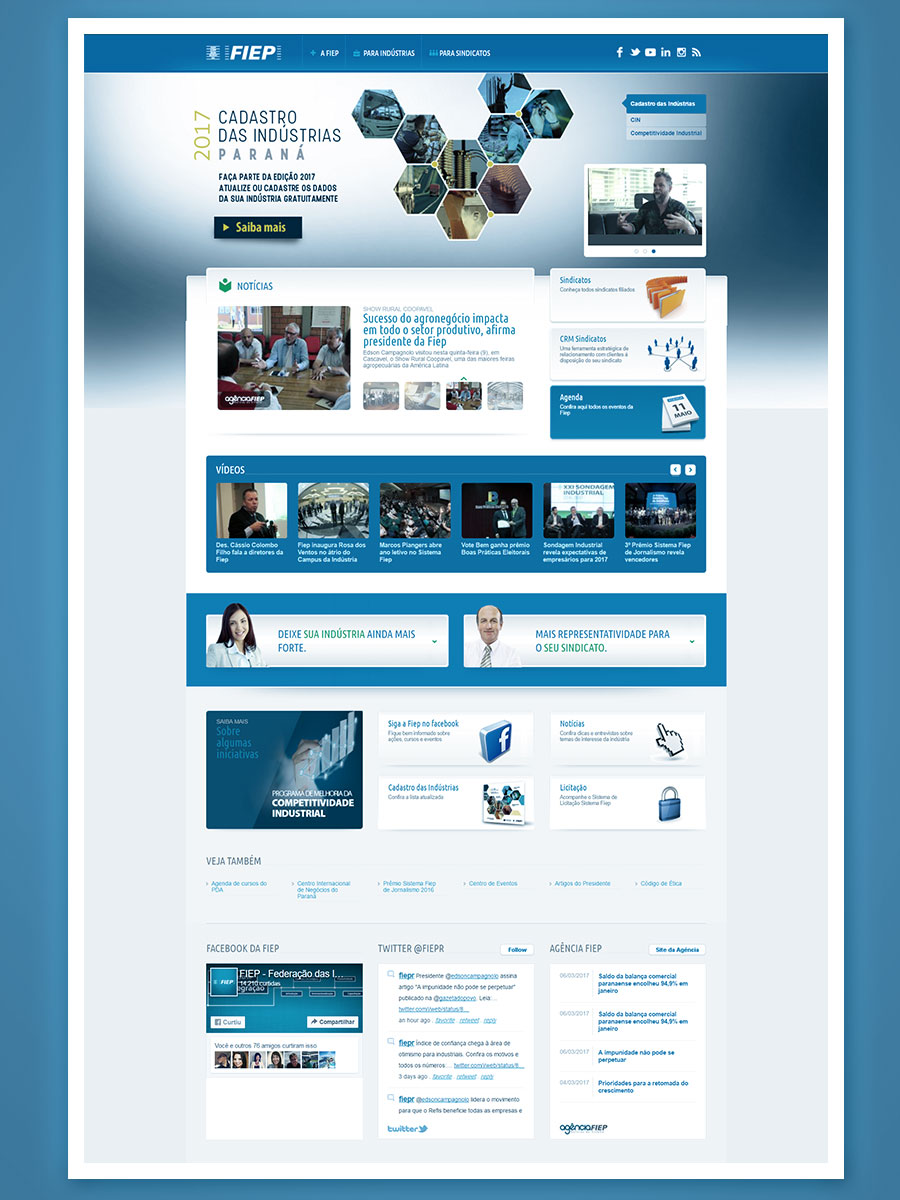 FIEP
A FIEP
PARA INDÚSTRIAS
PARA SINDICATOS
2017
CADASTRO
DAS INDÚSTRIAS
PARANÁ
FAÇA PARTE DA EDIÇÃO 2017
ATUALIZE OU CADASTRE OS DADOS
DA SUA INDÚSTRIA GRATUITAMENTE
Saiba mais
Cadastro das Indústrias
CIN
Competitividade Industrial
NOTÍCIAS
SHOW RURAL COOPAVEL
Sucesso do agronegócio impacta
em todo o setor produtivo, afirma
presidente da Fiep
Edson Campagnolo visitou nesta quinta-feira (9), em
Cascavel, o Show Rural Coopavel, uma das maiores feiras
agropecuárias da América Latina
agênciaFIEP
Sindicatos
Conheça todos sindicatos filiados
CRM Sindicatos
Uma ferramenta estratégica de
relacionamento com clientes à
disposição do seu sindicato
Agenda
Confira aqui todos os eventos da
Fiep
11
MAIO
VÍDEOS
XXI SONDAGEM
INDUSTRIAL
Des. Cássio Colombo
Filho fala a diretores da
Fiep
Fiep inaugura Rosa dos
Ventos no átrio do
Campus da Indústria
Marcos Piangers abre
ano letivo no Sistema
Fiep
Vote Bem ganha prêmio
Boas Práticas Eleitorais
Sondagem Industrial
revela expectativas de
empresários para 2017
3º Prêmio Sistema Fiep
de Jornalismo revela
vencedores
DEIXE SUA INDÚSTRIA AINDA MAIS
FORTE.
MAIS REPRESENTATIVIDADE PARA
O SEU SINDICATO.
SAIBA MAIS
Sobre
algumas
iniciativas
PROGRAMA DE MELHORIA DA
COMPETITIVIDADE
INDUSTRIAL
Siga a Fiep no facebook
Fique bem informado sobre
ações, cursos e eventos.
Notícias
Confira dicas e entrevistas sobre
temas de interesse da indústria
Cadastro das Indústrias
Confira a lista atualizada
Licitação
Acompanhe o Sistema de
Licitação Sistema Fiep
VEJA TAMBÉM
Agenda de cursos do
PDA
Centro Internacional
de Negócios do
Paraná
Prêmio Sistema Fiep
de Jornalismo 2016
Centro de Eventos
Artigos do Presidente
Código de Ética
FACEBOOK DA FIEP
FIEP
FIEP - Federação das I...
14.210 curtidas
Curtiu
Compartilhar
Você e outros 75 amigos curtiram isso
TWITTER @FIEPR
Follow
fiepr Presidente @edsoncampagnolo assina
artigo "A impunidade não pode se perpetuar"
publicado na @gazetadopovo. Leia: ...
twitter.com/i/web/status/8...
an hour ago . favorite . retweet . reply
fiepr Índice de confiança chega à área de
otimismo para industriais. Confira os motivos e
todos os números: ... twitter.com/i/web/status/8...
3 days ago . favorite . retweet . reply
fiepr @edsoncampagnolo lidera o movimento
para que o Refis beneficie todas as empresas e
twitter
AGÊNCIA FIEP
Site da Agência
06/03/2017
Saldo da balança comercial
paranaense encolheu 94,9% em
janeiro
06/03/2017
Saldo da balança comercial
paranaense encolheu 94,9% em
janeiro
06/03/2017
A impunidade não pode se
perpetuar
04/03/2017
Prioridades para a retomada do
crescimento
agênciaFIEP